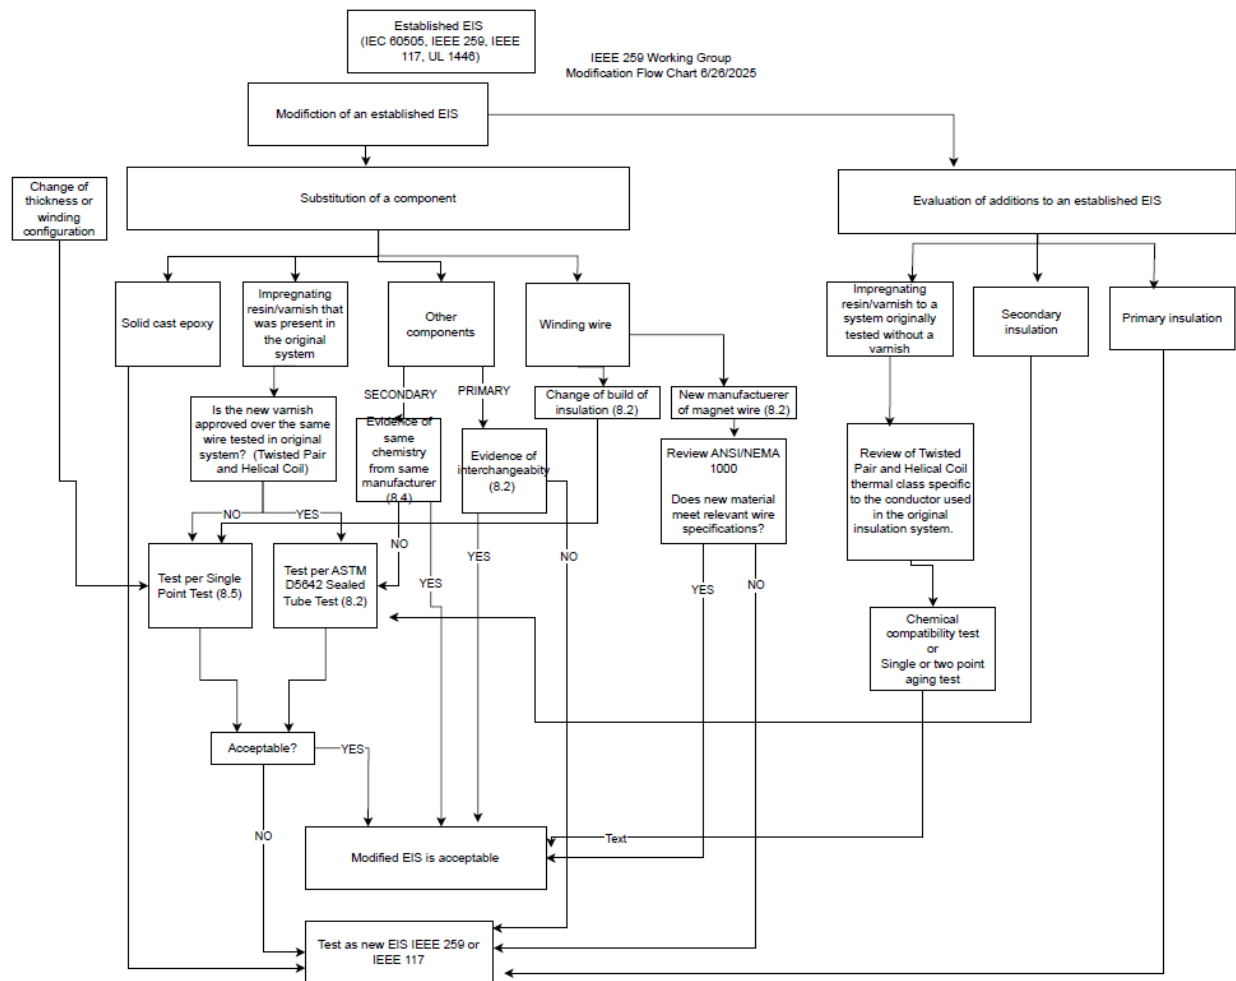 Established EIS
(IEC 60505, IEEE 259, IEEE
117, UL 1446)
IEEE 259 Working Group
Modification Flow Chart 6/26/2025
Modifiction of an established EIS
Change of
thickness or
winding
configuration
Substitution of a component
Evaluation of additions to an established EIS
Solid cast epoxy
Impregnating
resin/varnish that
was present in
the original
system
Other
components
Winding wire
Impregnating
resin/varnish to a
system originally
tested without a
varnish
Secondary
insulation
Primary insulation
SECONDARY
PRIMARY
Change of build of
insulation (8.2)
New manufactuerer
of magnet wire (8.2)
Is the new varnish
approved over the same
wire tested in original
system? (Twisted Pair
and Helical Coil)
Evidence of
same
chemistry
from same
manufacturer
(8.4)
Evidence of
interchangeabity
(8.2)
Review ANSI/NEMA
1000
Does new material
meet relevant wire
specifications?
Review of Twisted
Pair and Helical Coil
thermal class specific
to the conductor used
in the original
insulation system.
NO
YES
NO
YES
YES
NO
YES
NO
Test per Single
Point Test (8.5)
Test per ASTM
D5642 Sealed
Tube Test (8.2)
Chemical
compatibility test
or
Single or two point
aging test
Acceptable?
YES
NO
Text
Modified EIS is acceptable
Test as new EIS IEEE 259 or
IEEE 117